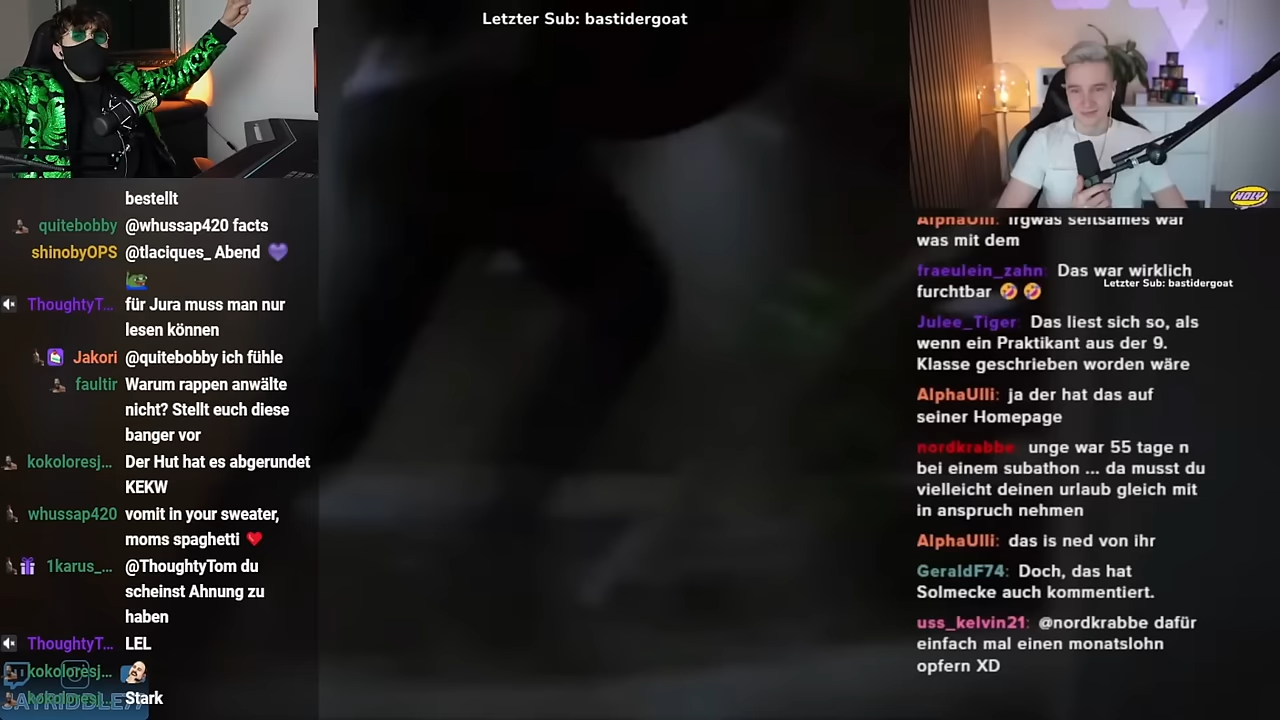 Letzter Sub: bastidergoat
bestellt
quitebobby @whussap420 facts
shinobyOPS @tlaciques_ Abend
ThoughtyT... für Jura muss man nur
lesen können
Jakori @quitebobby ich fühle
faultir Warum rappen anwälte
nicht? Stellt euch diese
banger vor
kokoloresj... Der Hut hat es abgerundet
KEKW
whussap420 vomit in your sweater,
moms spaghetti
1karus_... @ThoughtyTom du
scheinst Ahnung zu
haben
ThoughtyT... LEL
kokoloresj...
kokoloresj... Stark
JAYRIDDLE77
HOLY
AlphaUlli: irgwas seltsames war
was mit dem
fraeulein_zahn: Das war wirklich
furchtbar
Letzter Sub: bastidergoat
Julee_Tiger: Das liest sich so, als
wenn ein Praktikant aus der 9.
Klasse geschrieben worden wäre
AlphaUlli: ja der hat das auf
seiner Homepage
nordkrabbe: unge war 55 tage n
bei einem subathon ... da musst du
vielleicht deinen urlaub gleich mit
in anspruch nehmen
AlphaUlli: das is ned von ihr
GeraldF74: Doch, das hat
Solmecke auch kommentiert.
uss_kelvin21: @nordkrabbe dafür
einfach mal einen monatslohn
opfern XD